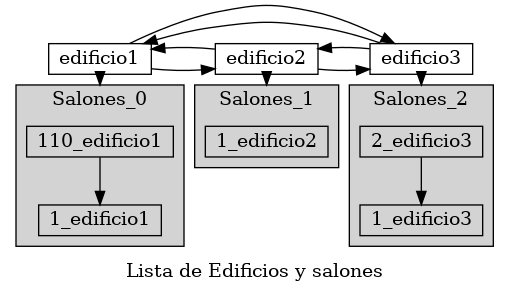 edificio1
edificio2
edificio3
Salones_0
Salones_1
Salones_2
110_edificio1
1_edificio2
2_edificio3
1_edificio1
1_edificio3
Lista de Edificios y salones